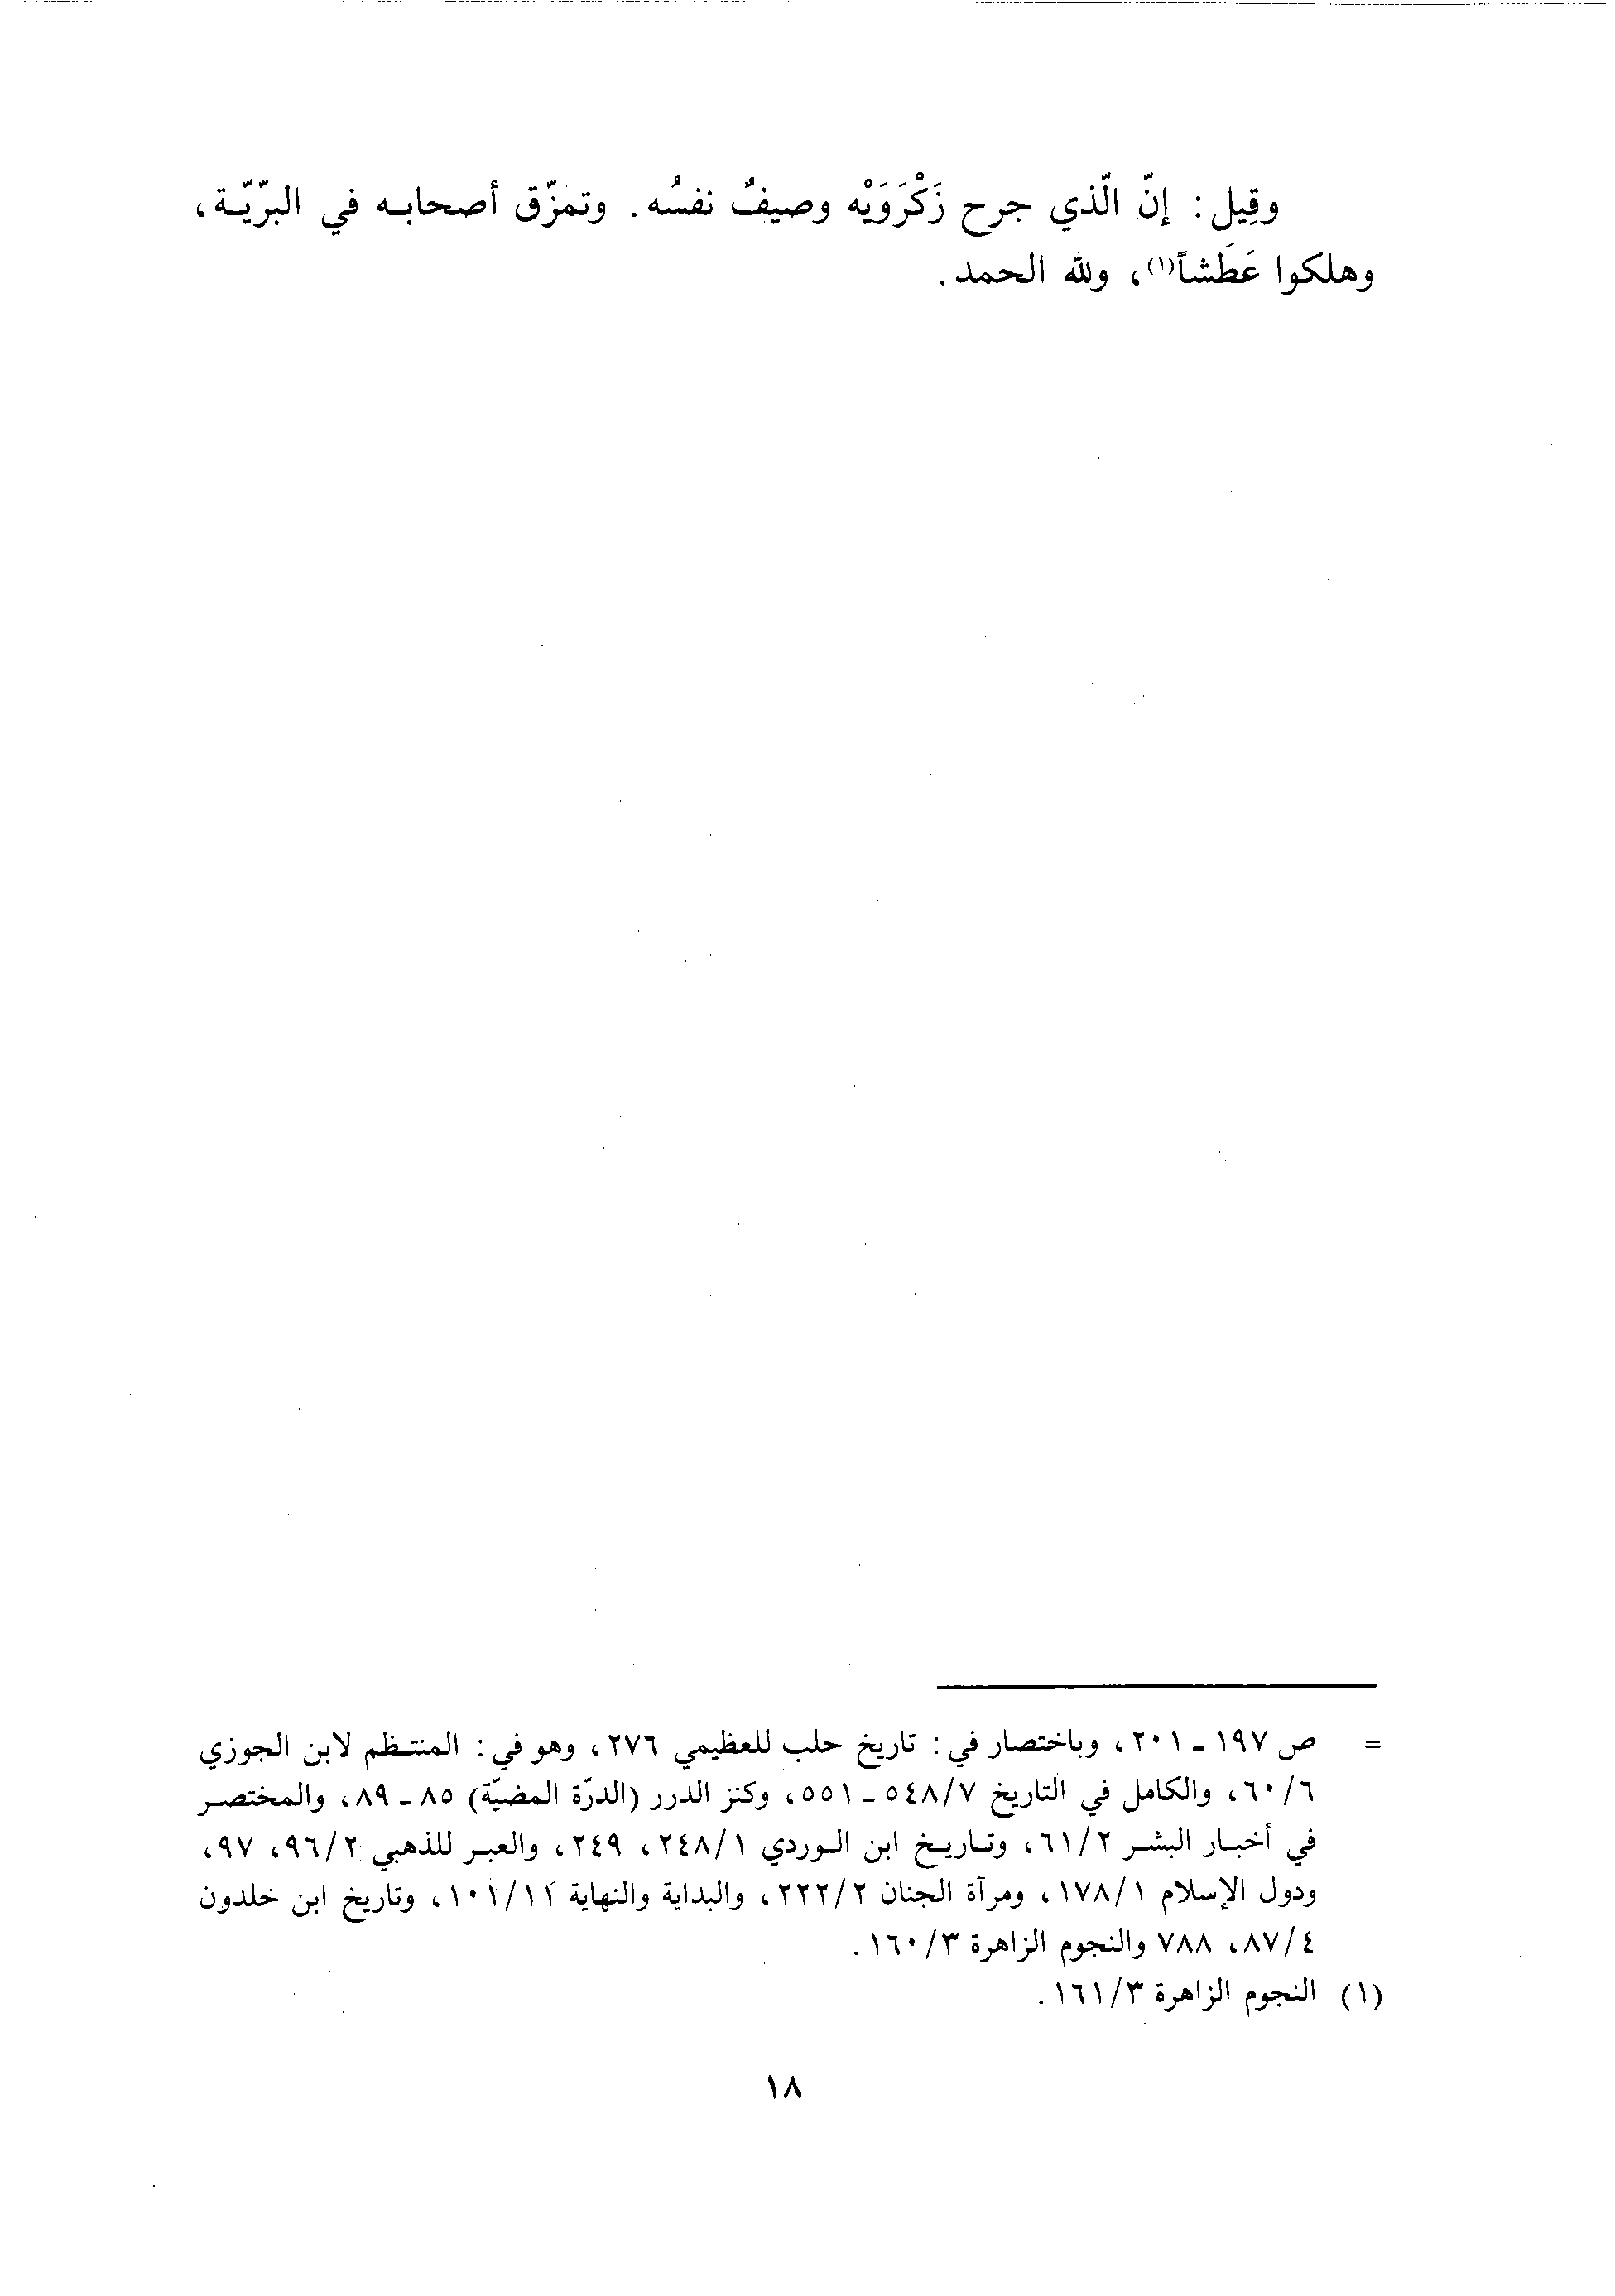 وقِيل: إنّ الّذي جرح زَكْرَوَيْه وصيفٌ نفسُه. وتمزّق أصحابه في البرّيّة،
وهلكوا عَطَشاً(١)، ولله الحمد.
= ص ١٩٧ - ٢٠١، وباختصار في: تاريخ حلب للعظيمي ٢٧٦، وهو في: المنتظم لابن الجوزي
٦/٦٠، والكامل في التاريخ ٧/٥٤٨ - ٥٥١، وكنز الدرر (الدرّة المضيّة) ٨٥ - ٨٩، والمختصر
في أخبار البشر ٢/٦١، وتاريخ ابن الوردي ١/٢٤٨، ٢٤٩، والعبر للذهبي ٢/٩٦، ٩٧،
ودول الإسلام ١/١٧٨، ومرآة الجنان ٢/٢٢٢، والبداية والنهاية ١١/١٠١، وتاريخ ابن خلدون
٤/٨٧، ٧٨٨ والنجوم الزاهرة ٣/١٦٠.
(١) النجوم الزاهرة ٣/١٦١.
١٨